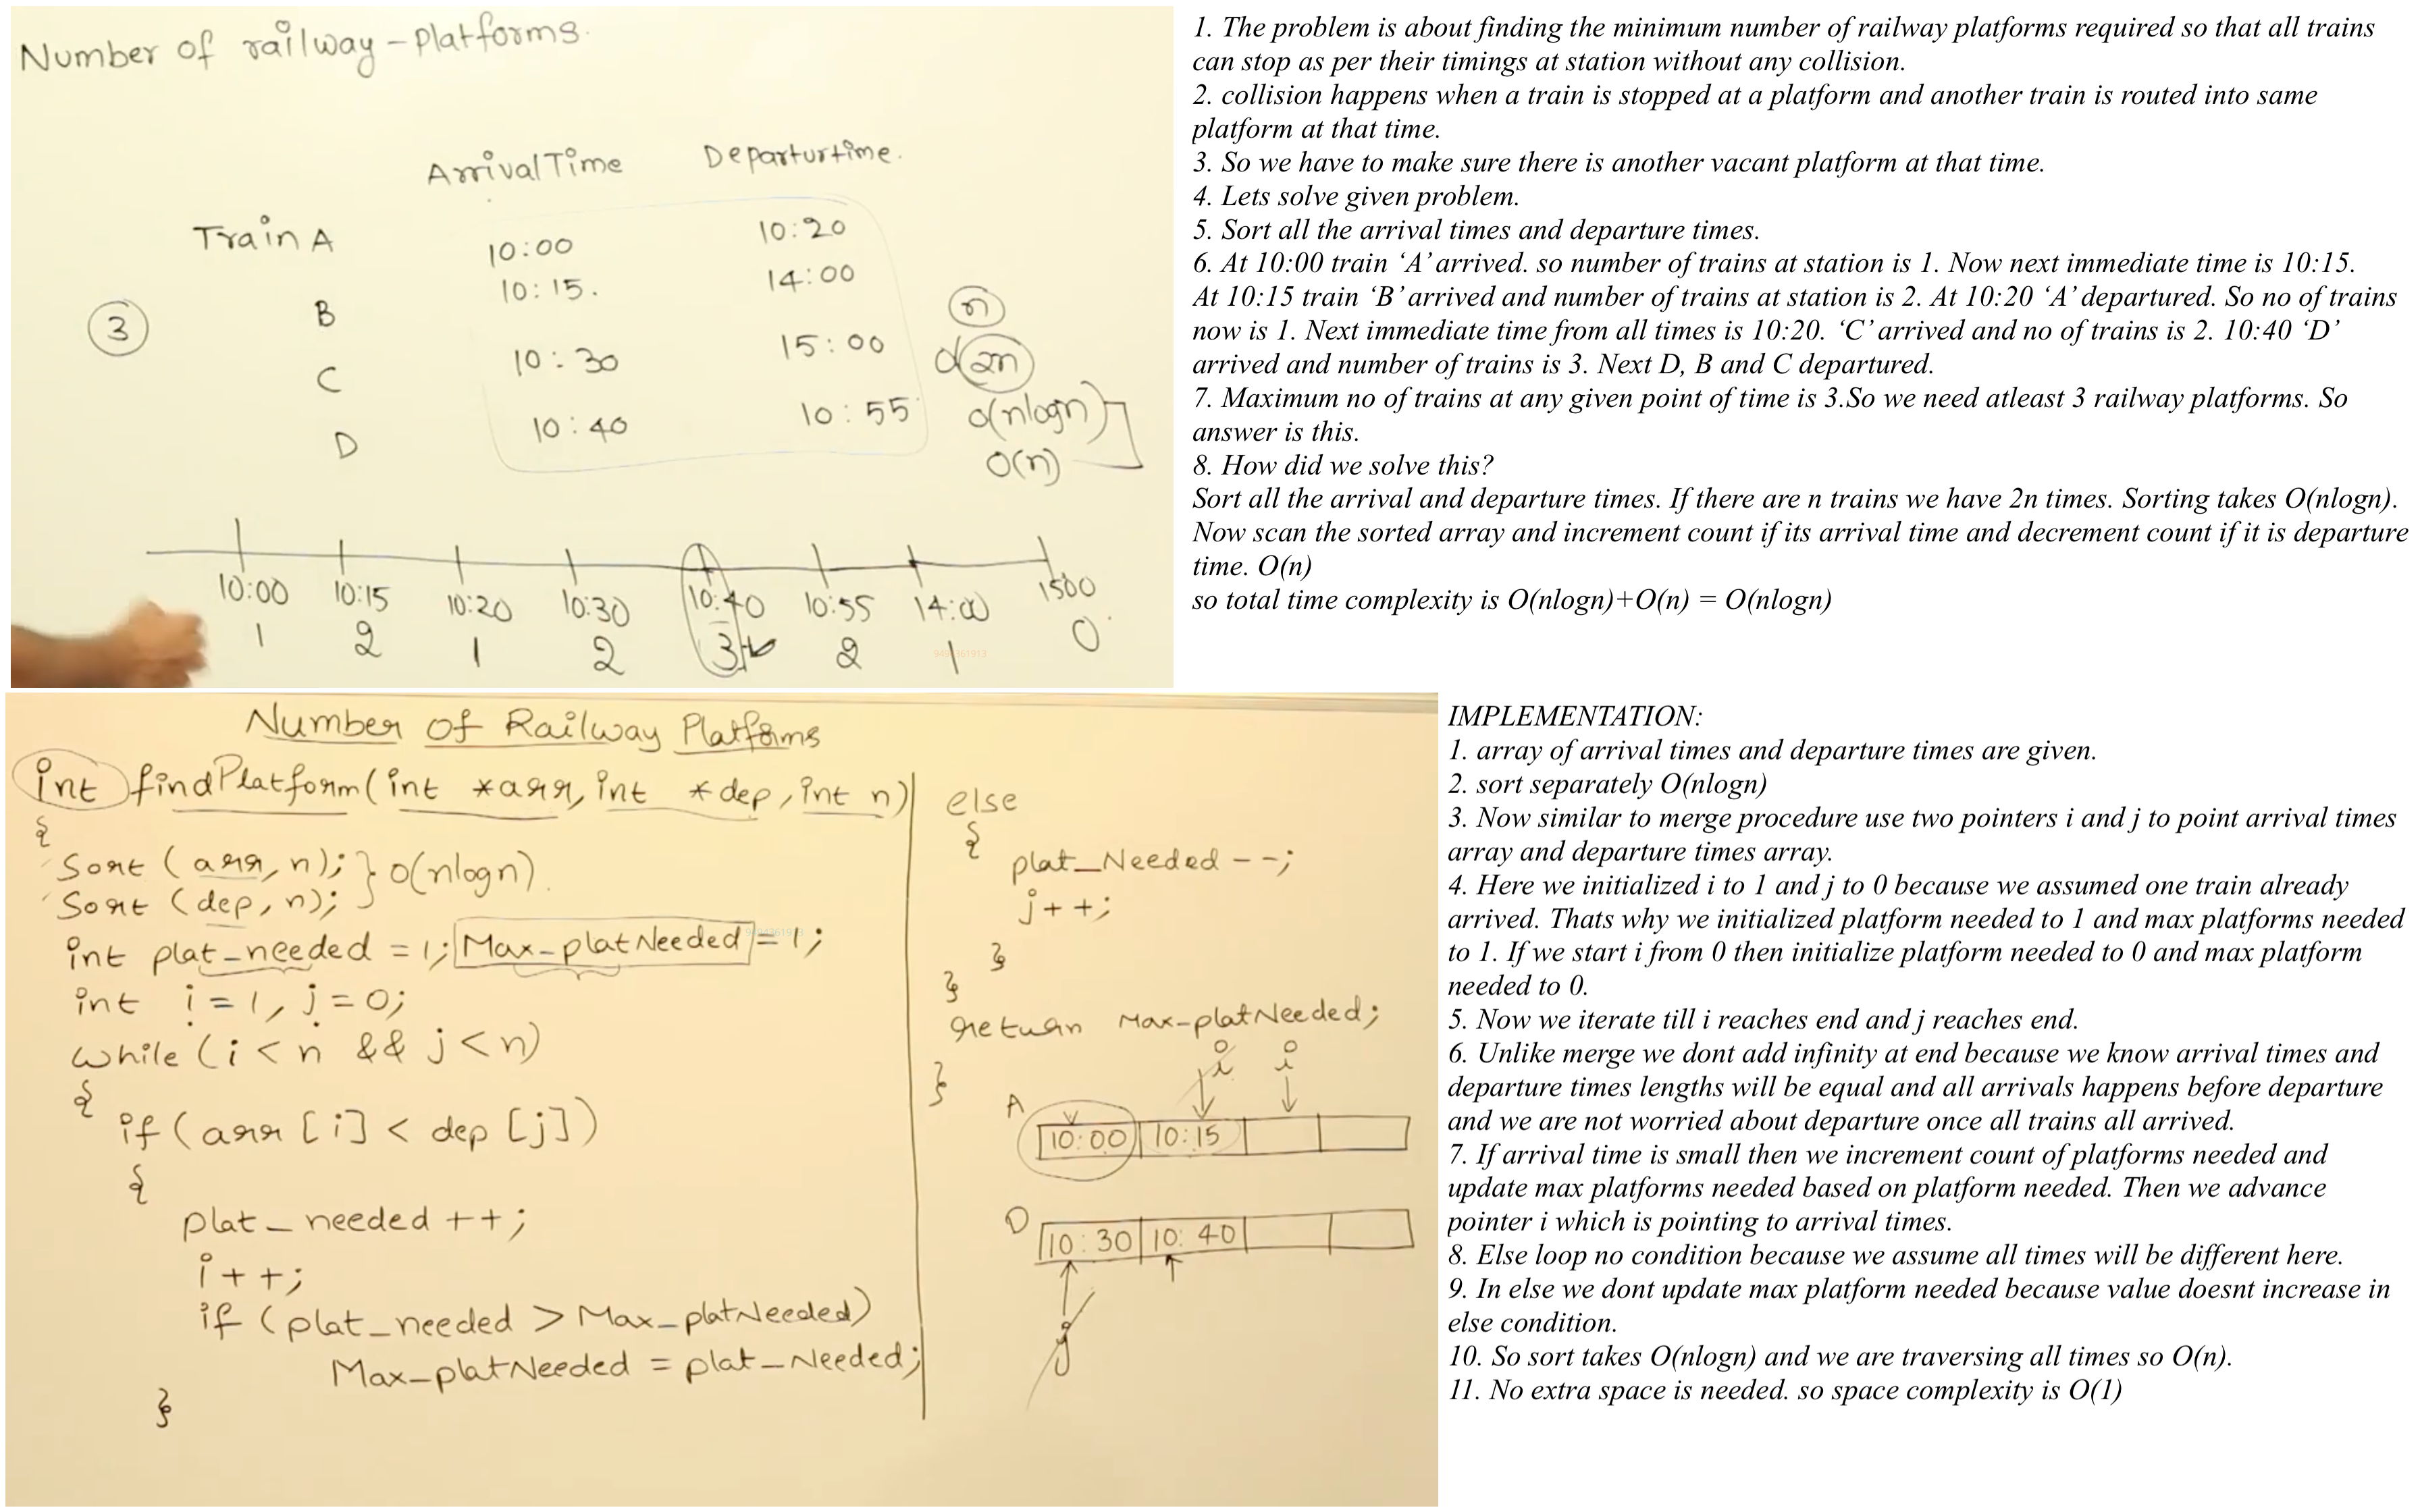 Number of railway-platforms.
ArrivalTime Departurtime.
Train A 10:00 10:20
B 10:15. 14:00
C 10:30 15:00
D 10:40 10:55
3
n
O(2n)
O(nlogn)
O(n)
10:00 10:15 10:20 10:30 10:40 10:55 14:00 1500
1 2 1 2 3 2 1 0
1. The problem is about finding the minimum number of railway platforms required so that all trains
can stop as per their timings at station without any collision.
2. collision happens when a train is stopped at a platform and another train is routed into same
platform at that time.
3. So we have to make sure there is another vacant platform at that time.
4. Lets solve given problem.
5. Sort all the arrival times and departure times.
6. At 10:00 train ‘A’ arrived. so number of trains at station is 1. Now next immediate time is 10:15.
At 10:15 train ‘B’ arrived and number of trains at station is 2. At 10:20 ‘A’ departured. So no of trains
now is 1. Next immediate time from all times is 10:20. ‘C’ arrived and no of trains is 2. 10:40 ‘D’
arrived and number of trains is 3. Next D, B and C departured.
7. Maximum no of trains at any given point of time is 3.So we need atleast 3 railway platforms. So
answer is this.
8. How did we solve this?
Sort all the arrival and departure times. If there are n trains we have 2n times. Sorting takes O(nlogn).
Now scan the sorted array and increment count if its arrival time and decrement count if it is departure
time. O(n)
so total time complexity is O(nlogn)+O(n) = O(nlogn)
Number Of Railway Platforms
int findPlatform(int *arr, int *dep, int n)
{
Sort (arr, n); } O(nlogn).
Sort (dep, n);
int plat_needed = 1; Max-platNeeded = 1;
int i = 1, j = 0;
while (i < n && j < n)
{
if (arr [i] < dep [j])
{
plat_needed ++;
i++;
if (plat_needed > Max_platNeeded)
Max_platNeeded = plat_Needed;
}
else
{
plat_Needed --;
j++;
}
}
return Max-platNeeded;
}
i i
A
10:00 10:15
D
10:30 10:40
j
IMPLEMENTATION:
1. array of arrival times and departure times are given.
2. sort separately O(nlogn)
3. Now similar to merge procedure use two pointers i and j to point arrival times
array and departure times array.
4. Here we initialized i to 1 and j to 0 because we assumed one train already
arrived. Thats why we initialized platform needed to 1 and max platforms needed
to 1. If we start i from 0 then initialize platform needed to 0 and max platform
needed to 0.
5. Now we iterate till i reaches end and j reaches end.
6. Unlike merge we dont add infinity at end because we know arrival times and
departure times lengths will be equal and all arrivals happens before departure
and we are not worried about departure once all trains all arrived.
7. If arrival time is small then we increment count of platforms needed and
update max platforms needed based on platform needed. Then we advance
pointer i which is pointing to arrival times.
8. Else loop no condition because we assume all times will be different here.
9. In else we dont update max platform needed because value doesnt increase in
else condition.
10. So sort takes O(nlogn) and we are traversing all times so O(n).
11. No extra space is needed. so space complexity is O(1)